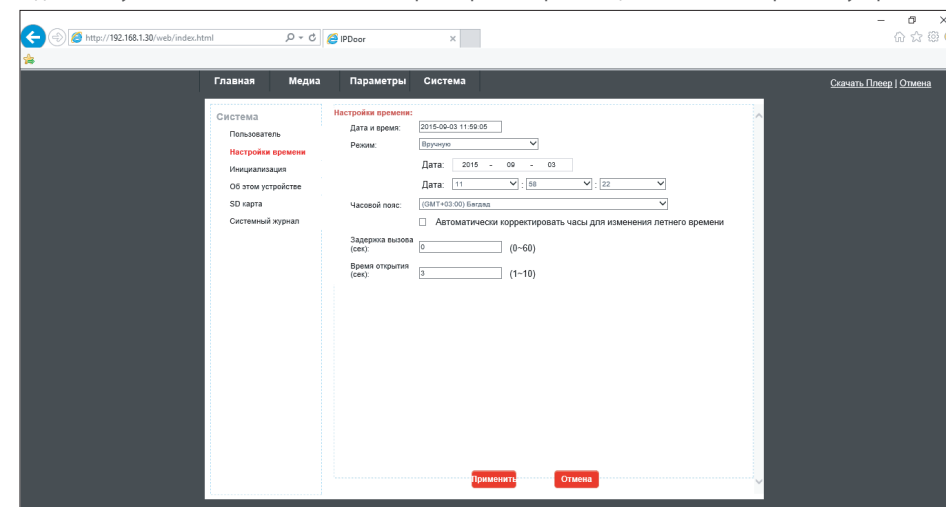 http://192.168.1.30/web/index.html
IPDoor
Главная Медиа Параметры Система
Скачать Плеер | Отмена
Система
Пользователь
Настройки времени
Инициализация
Об этом устройстве
SD карта
Системный журнал
Настройки времени:
Дата и время: 2015-09-03 11:59:05
Режим: Вручную
Дата: 2015 - 09 - 03
Дата: 11 : 58 : 22
Часовой пояс: (GMT+03:00) Багдад
Автоматически корректировать часы для изменения летнего времени
Задержка вызова
(сек): 0 (0~60)
Время открытия
(сек): 3 (1~10)
Применить Отмена